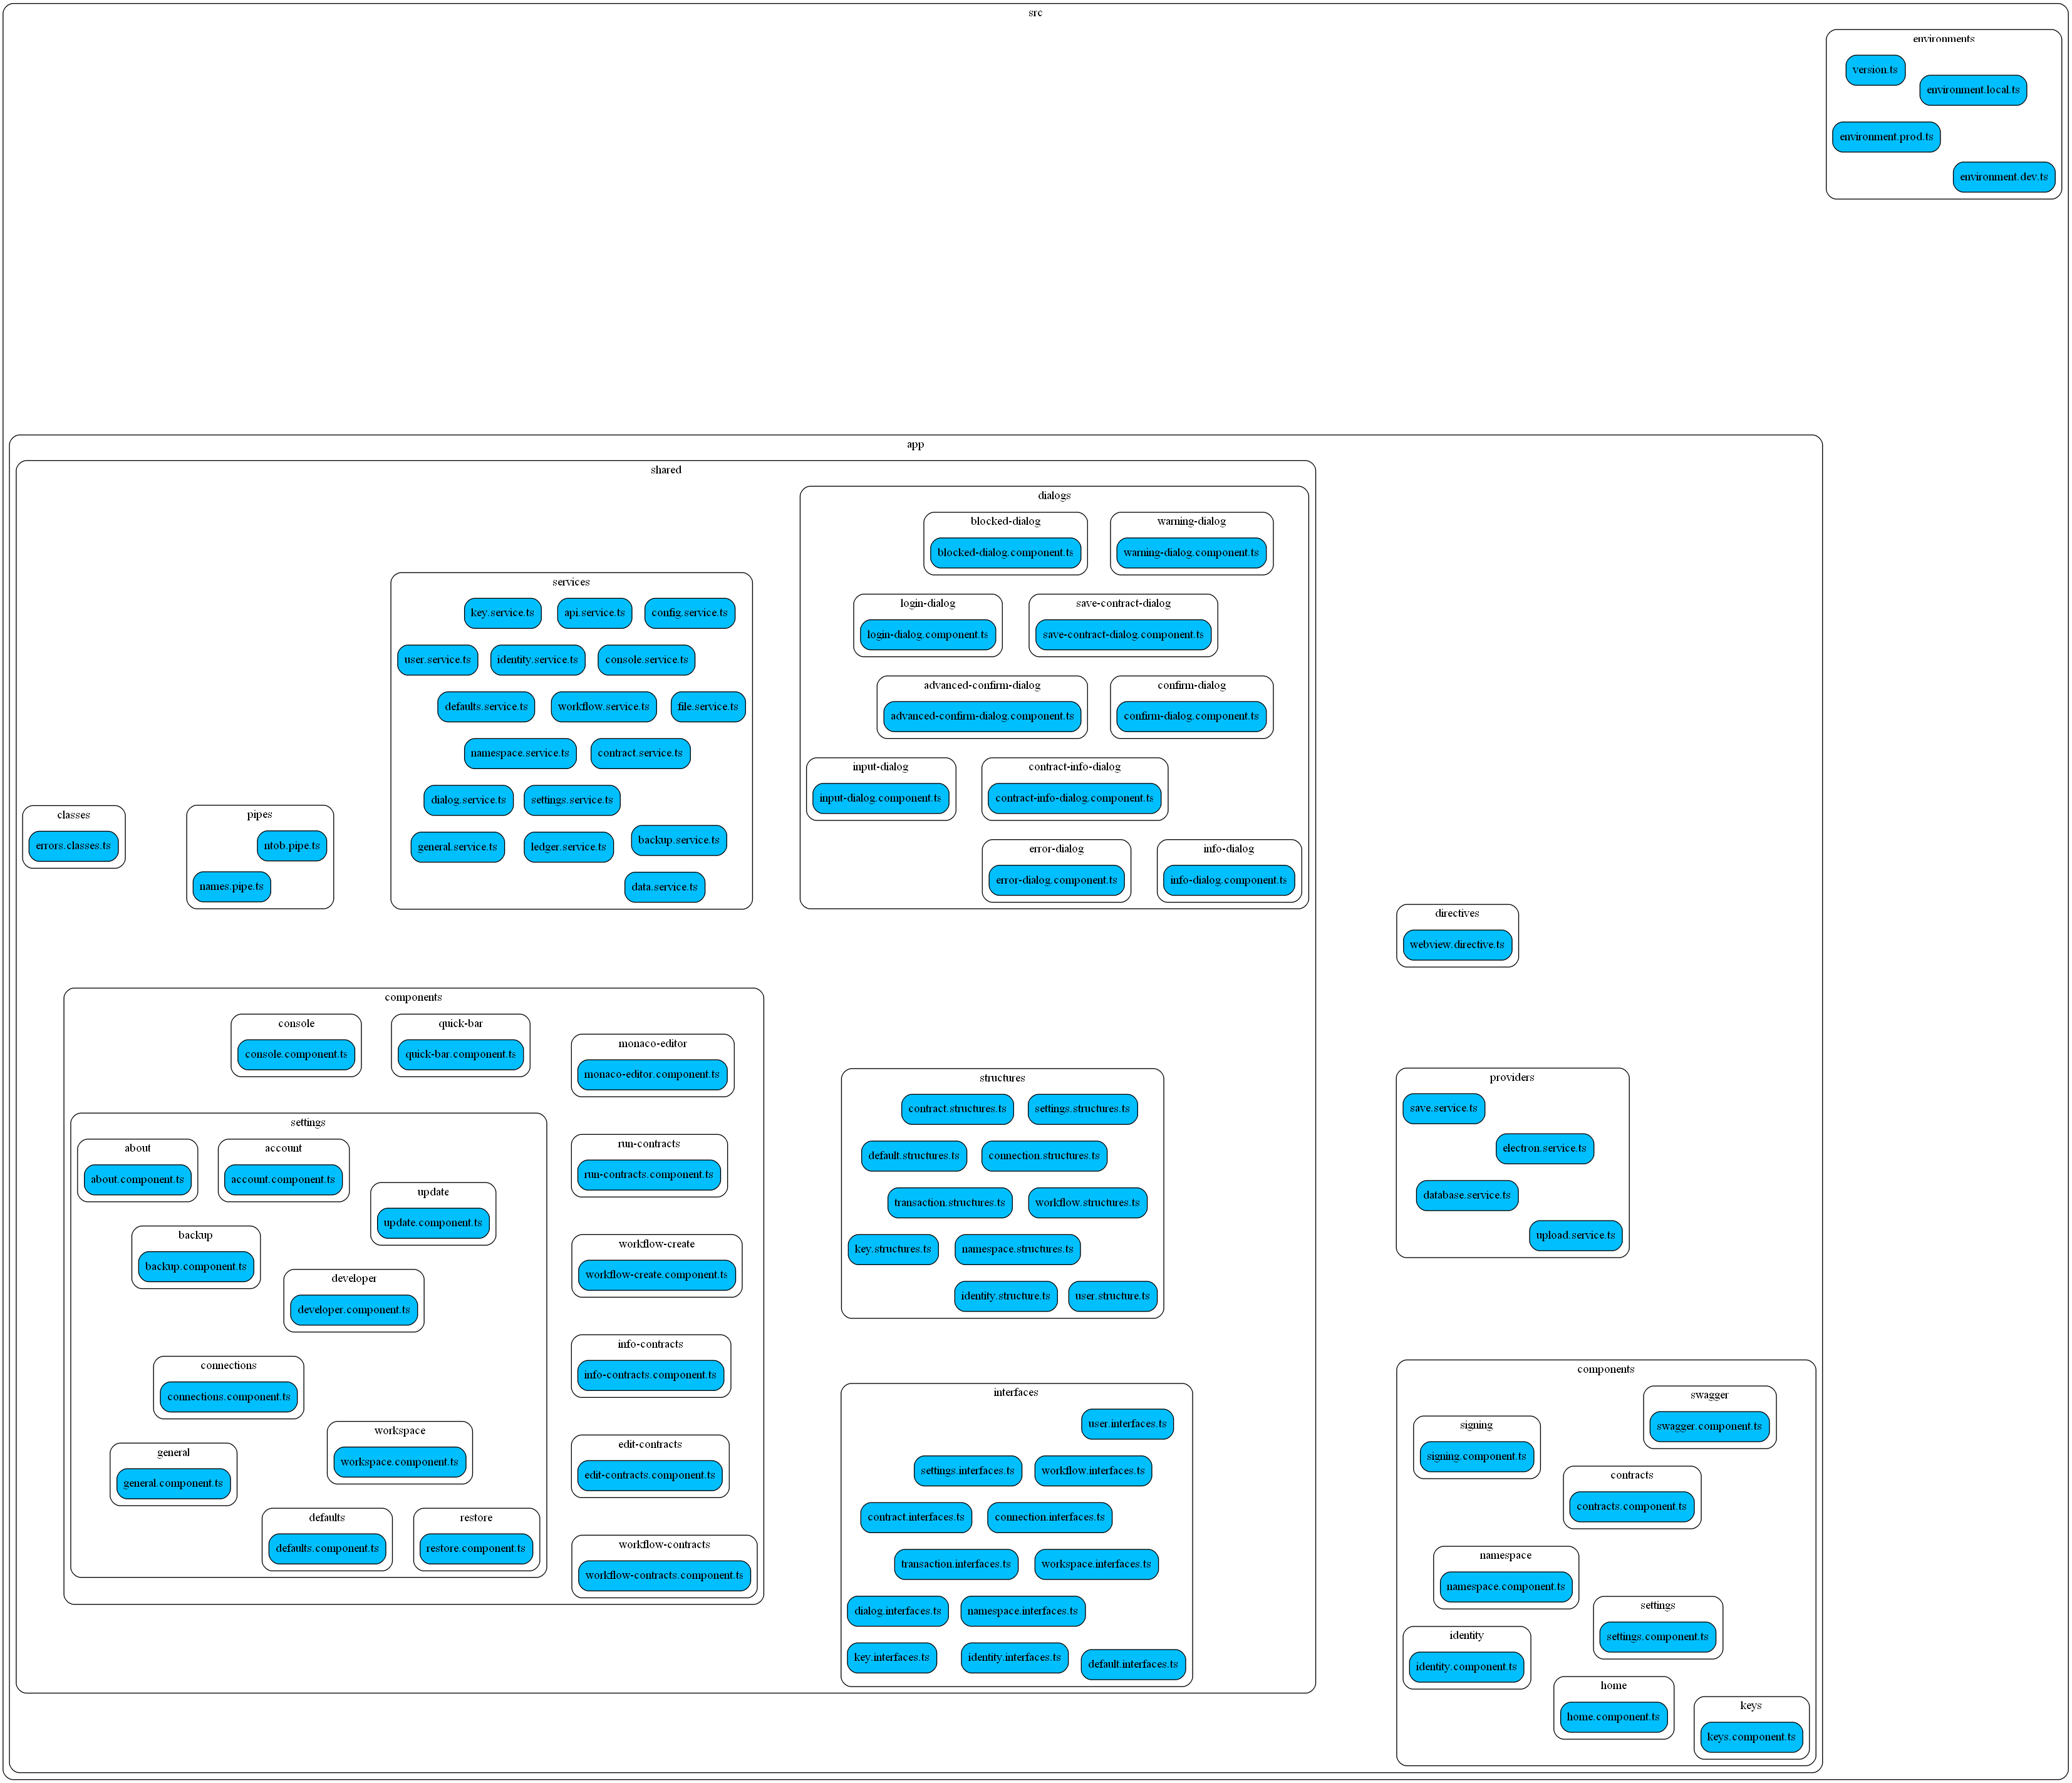 src
environments
version.ts
environment.local.ts
environment.prod.ts
environment.dev.ts
app
shared
dialogs
blocked-dialog
blocked-dialog.component.ts
warning-dialog
warning-dialog.component.ts
login-dialog
login-dialog.component.ts
save-contract-dialog
save-contract-dialog.component.ts
advanced-confirm-dialog
advanced-confirm-dialog.component.ts
confirm-dialog
confirm-dialog.component.ts
input-dialog
input-dialog.component.ts
contract-info-dialog
contract-info-dialog.component.ts
error-dialog
error-dialog.component.ts
info-dialog
info-dialog.component.ts
services
key.service.ts
api.service.ts
config.service.ts
user.service.ts
identity.service.ts
console.service.ts
defaults.service.ts
workflow.service.ts
file.service.ts
namespace.service.ts
contract.service.ts
dialog.service.ts
settings.service.ts
general.service.ts
ledger.service.ts
backup.service.ts
data.service.ts
classes
errors.classes.ts
pipes
ntob.pipe.ts
names.pipe.ts
directives
webview.directive.ts
components
console
console.component.ts
quick-bar
quick-bar.component.ts
monaco-editor
monaco-editor.component.ts
settings
about
about.component.ts
account
account.component.ts
update
update.component.ts
backup
backup.component.ts
developer
developer.component.ts
connections
connections.component.ts
workspace
workspace.component.ts
general
general.component.ts
defaults
defaults.component.ts
restore
restore.component.ts
run-contracts
run-contracts.component.ts
workflow-create
workflow-create.component.ts
info-contracts
info-contracts.component.ts
edit-contracts
edit-contracts.component.ts
workflow-contracts
workflow-contracts.component.ts
structures
contract.structures.ts
settings.structures.ts
default.structures.ts
connection.structures.ts
transaction.structures.ts
workflow.structures.ts
key.structures.ts
namespace.structures.ts
identity.structure.ts
user.structure.ts
interfaces
user.interfaces.ts
settings.interfaces.ts
workflow.interfaces.ts
contract.interfaces.ts
connection.interfaces.ts
transaction.interfaces.ts
workspace.interfaces.ts
dialog.interfaces.ts
namespace.interfaces.ts
key.interfaces.ts
identity.interfaces.ts
default.interfaces.ts
providers
save.service.ts
electron.service.ts
database.service.ts
upload.service.ts
components
swagger
swagger.component.ts
signing
signing.component.ts
contracts
contracts.component.ts
namespace
namespace.component.ts
settings
settings.component.ts
identity
identity.component.ts
home
home.component.ts
keys
keys.component.ts